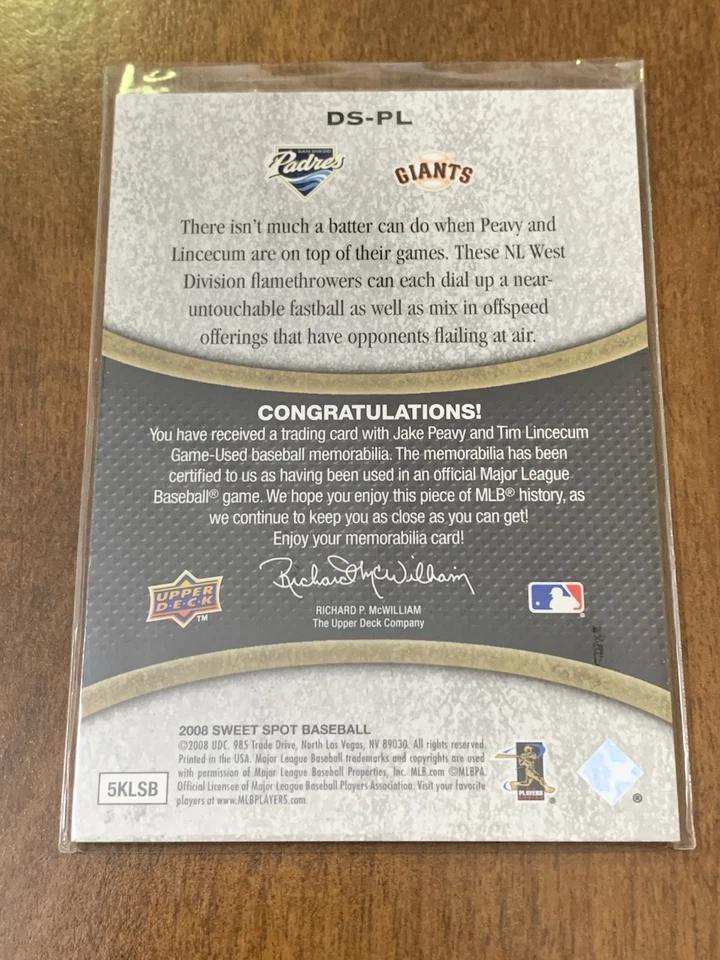 DS-PL
SAN DIEGO
Padres
GIANTS
There isn't much a batter can do when Peavy and
Lincecum are on top of their games. These NL West
Division flamethrowers can each dial up a near-
untouchable fastball as well as mix in offspeed
offerings that have opponents flailing at air.
CONGRATULATIONS!
You have received a trading card with Jake Peavy and Tim Lincecum
Game-Used baseball memorabilia. The memorabilia has been
certified to us as having been used in an official Major League
Baseball® game. We hope you enjoy this piece of MLB® history, as
we continue to keep you as close as you can get!
Enjoy your memorabilia card!
Richard McWilliam
UPPER
D·E·C·K
TM
RICHARD P. McWILLIAM
The Upper Deck Company
TM
2008 SWEET SPOT BASEBALL
©2008 UDC. 985 Trade Drive, North Las Vegas, NV 89030. All rights reserved.
Printed in the USA. Major League Baseball trademarks and copyrights are used
with permission of Major League Baseball Properties, Inc. MLB.com ©MLBPA.
Official Licensee of Major League Baseball Players Association. Visit your favorite
players at www.MLBPLAYERS.com.
5KLSB
PLAYERS
CHOICE
®
®